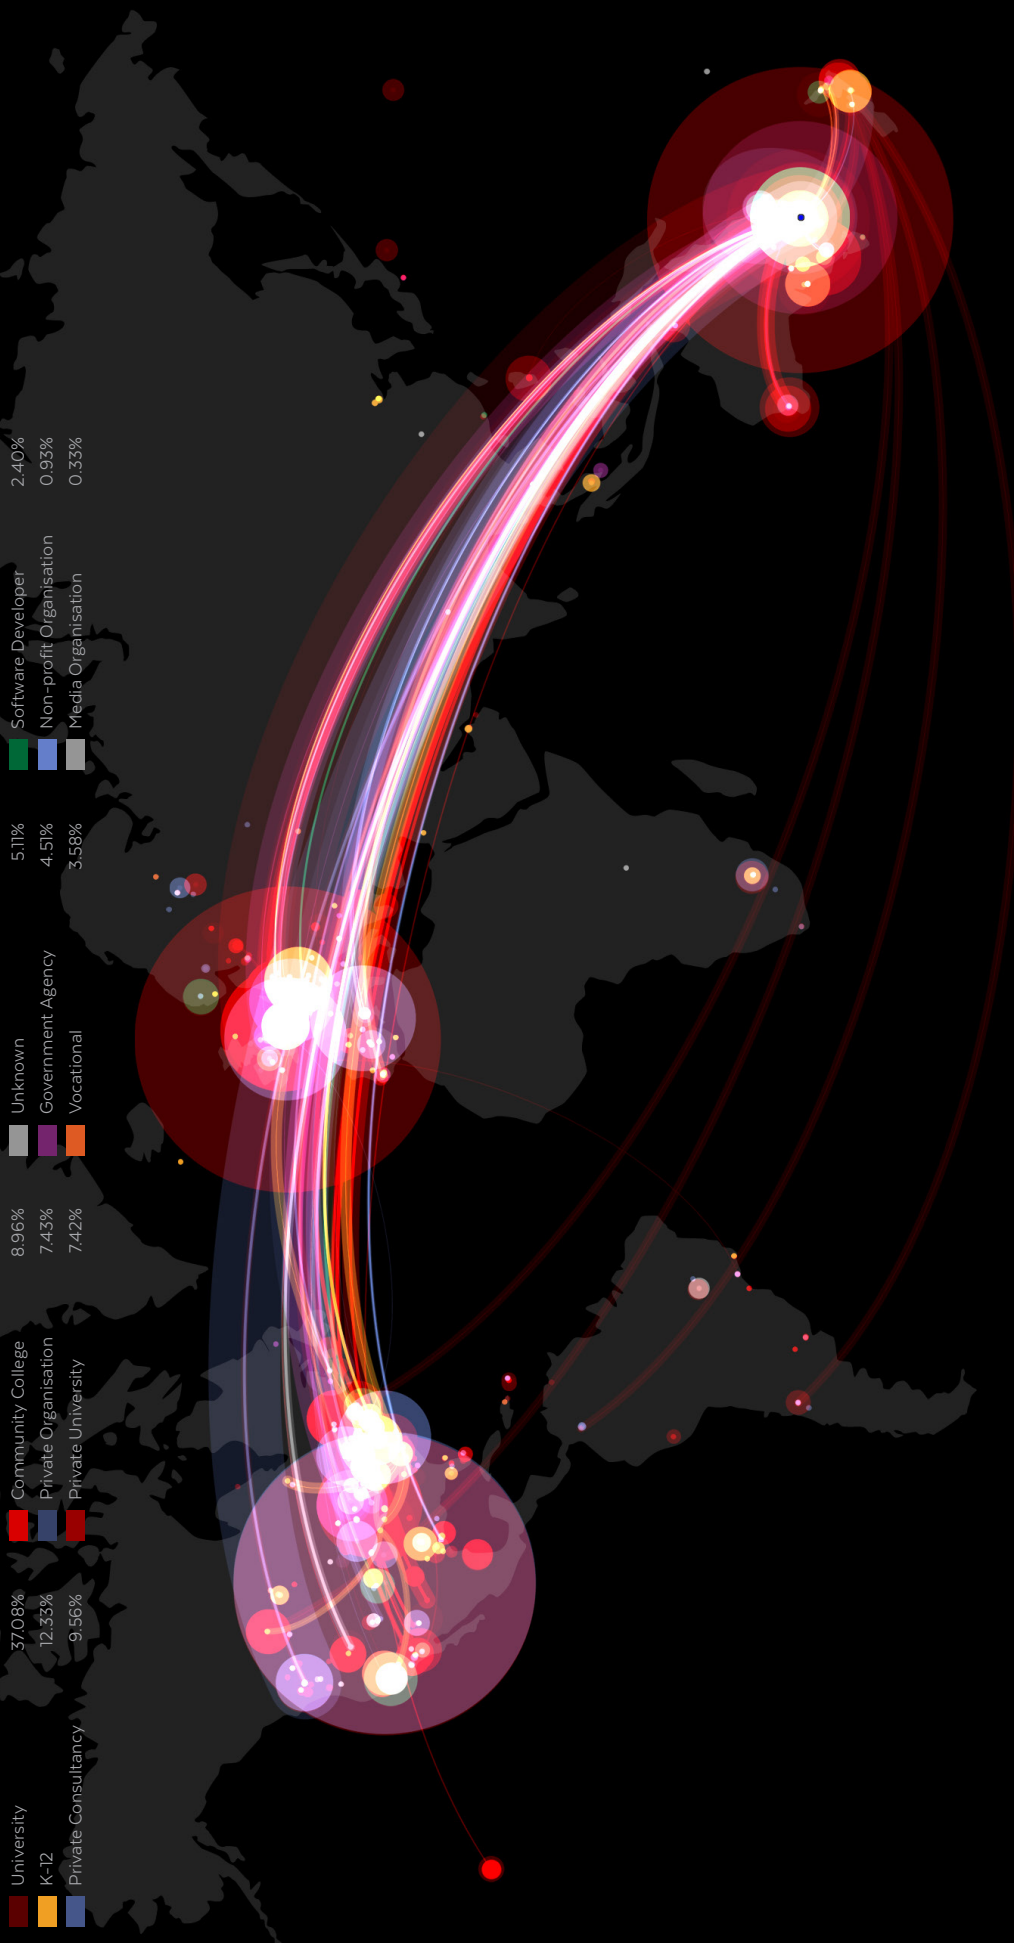 University 37.08% Community College 8.96% Unknown 5.11% Software Developer 2.40%
K-12 12.33% Private Organisation 7.43% Government Agency 4.51% Non-profit Organisation 0.93%
Private Consultancy 9.56% Private University 7.42% Vocational 3.58% Media Organisation 0.33%